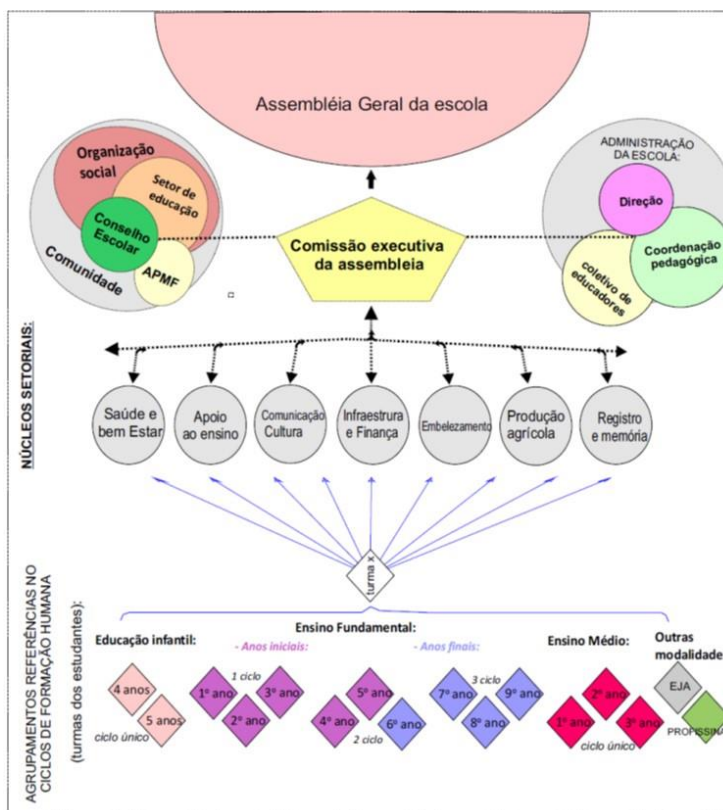 Assembléia Geral da escola
Organização
social
Setor de
educação
Conselho
Escolar
APMF
Comunidade
Comissão executiva
da assembleia
ADMINISTRAÇÃO
DA ESCOLA:
Direção
Coordenação
pedagógica
coletivo de
educadores
NÚCLEOS SETORIAIS:
Saúde e
bem Estar
Apoio
ao ensino
Comunicação
Cultura
Infraestrura
e Finança
Embelezamento
Produção
agrícola
Registro
e memória
turma x
AGRUPAMENTOS REFERÊNCIAS NO
CICLOS DE FORMAÇÃO HUMANA
(turmas dos estudantes):
Educação infantil:
4 anos
5 anos
ciclo único
Ensino Fundamental:
- Anos iniciais:
1 ciclo
1º ano
3º ano
2º ano
5º ano
4º ano
6º ano
2 ciclo
- Anos finais:
3 ciclo
7º ano
9º ano
8º ano
Ensino Médio:
2º ano
1º ano
3º ano
ciclo único
Outras
modalidade
EJA
PROFISSINA